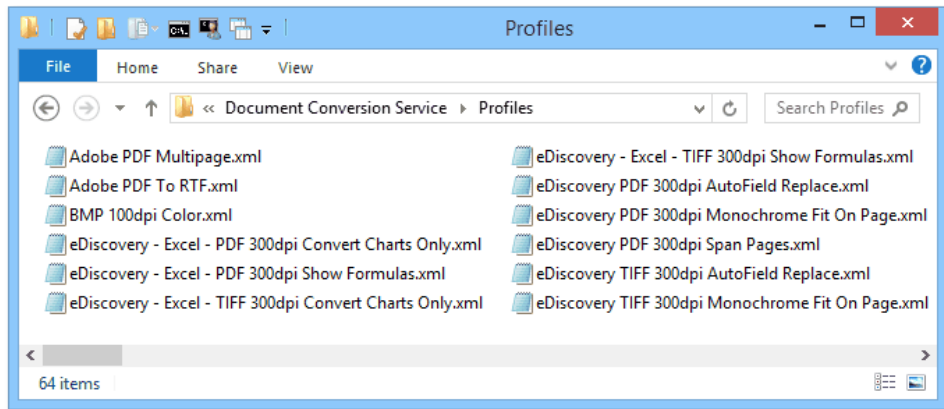 Profiles
File Home Share View
« Document Conversion Service Profiles Search Profiles
Adobe PDF Multipage.xml
Adobe PDF To RTF.xml
BMP 100dpi Color.xml
eDiscovery - Excel - PDF 300dpi Convert Charts Only.xml
eDiscovery - Excel - PDF 300dpi Show Formulas.xml
eDiscovery - Excel - TIFF 300dpi Convert Charts Only.xml
eDiscovery - Excel - TIFF 300dpi Show Formulas.xml
eDiscovery PDF 300dpi AutoField Replace.xml
eDiscovery PDF 300dpi Monochrome Fit On Page.xml
eDiscovery PDF 300dpi Span Pages.xml
eDiscovery TIFF 300dpi AutoField Replace.xml
eDiscovery TIFF 300dpi Monochrome Fit On Page.xml
64 items